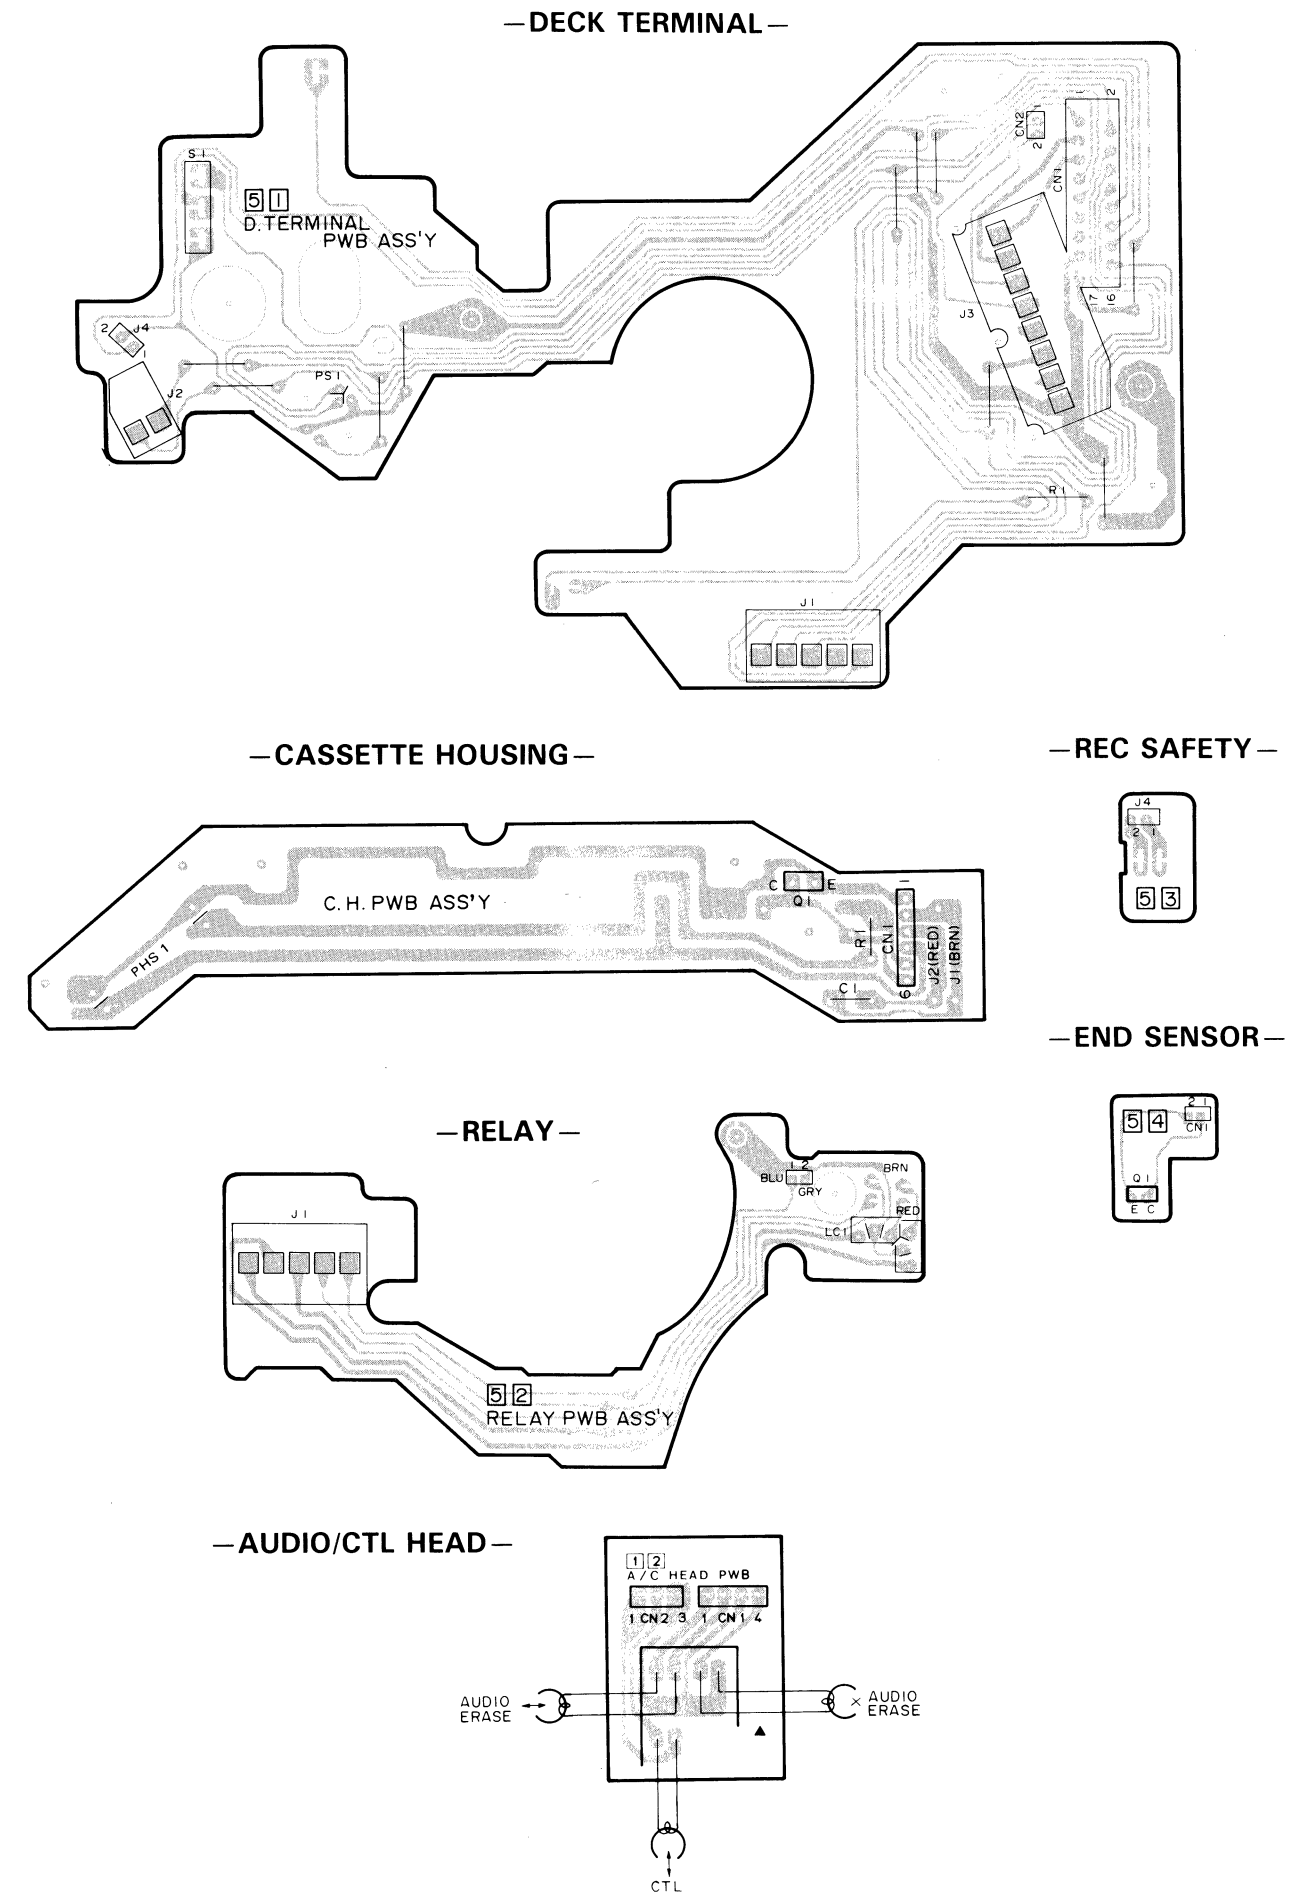 —DECK TERMINAL—
S1
5 1
D.TERMINAL
PWB ASS'Y
2 J4
1
J2
PS1
CN2
1
2
1
2
CN1
17
16
J3
R1
J1
—CASSETTE HOUSING—
C.H. PWB ASS'Y
PHS1
C
E
Q1
R1
CN1
1
6
C1
J2(RED)
J1(BRN)
—REC SAFETY—
J4
2 1
5 3
—END SENSOR—
5 4
2 1
CN1
Q1
E C
—RELAY—
J1
5 2
RELAY PWB ASS'Y
1 2
BLU
GRY
BRN
RED
LC1
—AUDIO/CTL HEAD—
1 2
A/C HEAD PWB
1 CN2 3 1 CN1 4
AUDIO
ERASE
× AUDIO
ERASE
▲
CTL